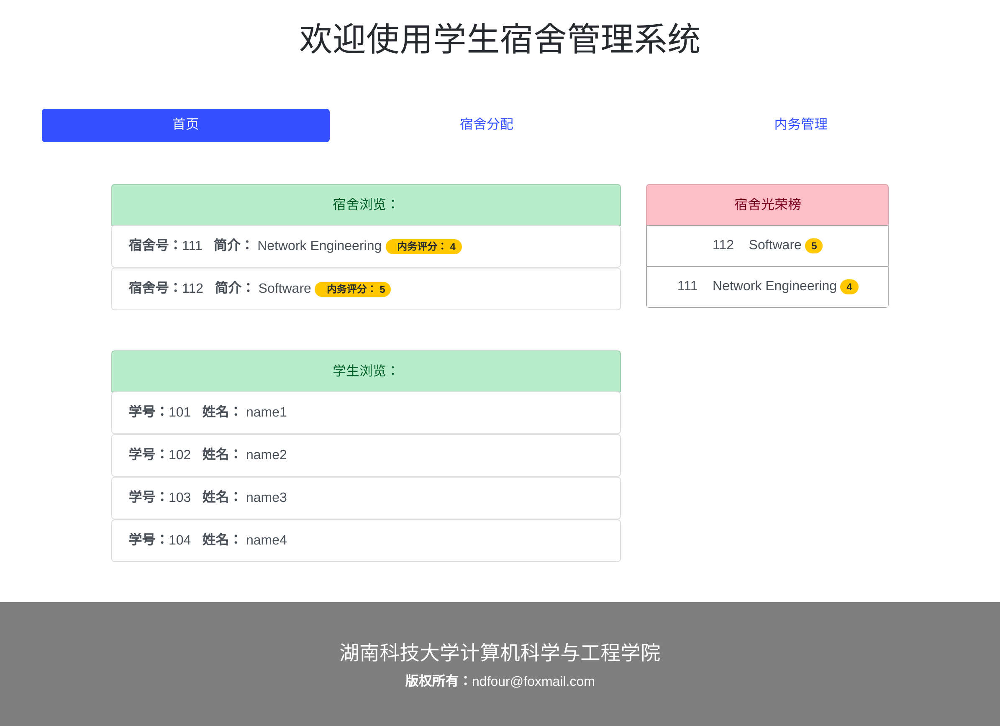 欢迎使用学生宿舍管理系统
首页 宿舍分配 内务管理
宿舍浏览：
宿舍号：111 简介： Network Engineering 内务评分： 4
宿舍号：112 简介： Software 内务评分： 5
宿舍光荣榜
112 Software 5
111 Network Engineering 4
学生浏览：
学号：101 姓名： name1
学号：102 姓名： name2
学号：103 姓名： name3
学号：104 姓名： name4
湖南科技大学计算机科学与工程学院
版权所有：ndfour@foxmail.com